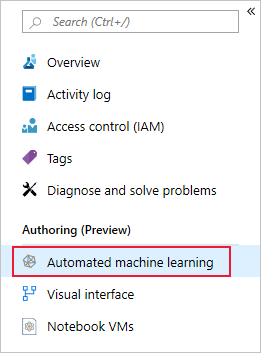 Search (Ctrl+/)
Overview
Activity log
Access control (IAM)
Tags
Diagnose and solve problems
Authoring (Preview)
Automated machine learning
Visual interface
Notebook VMs